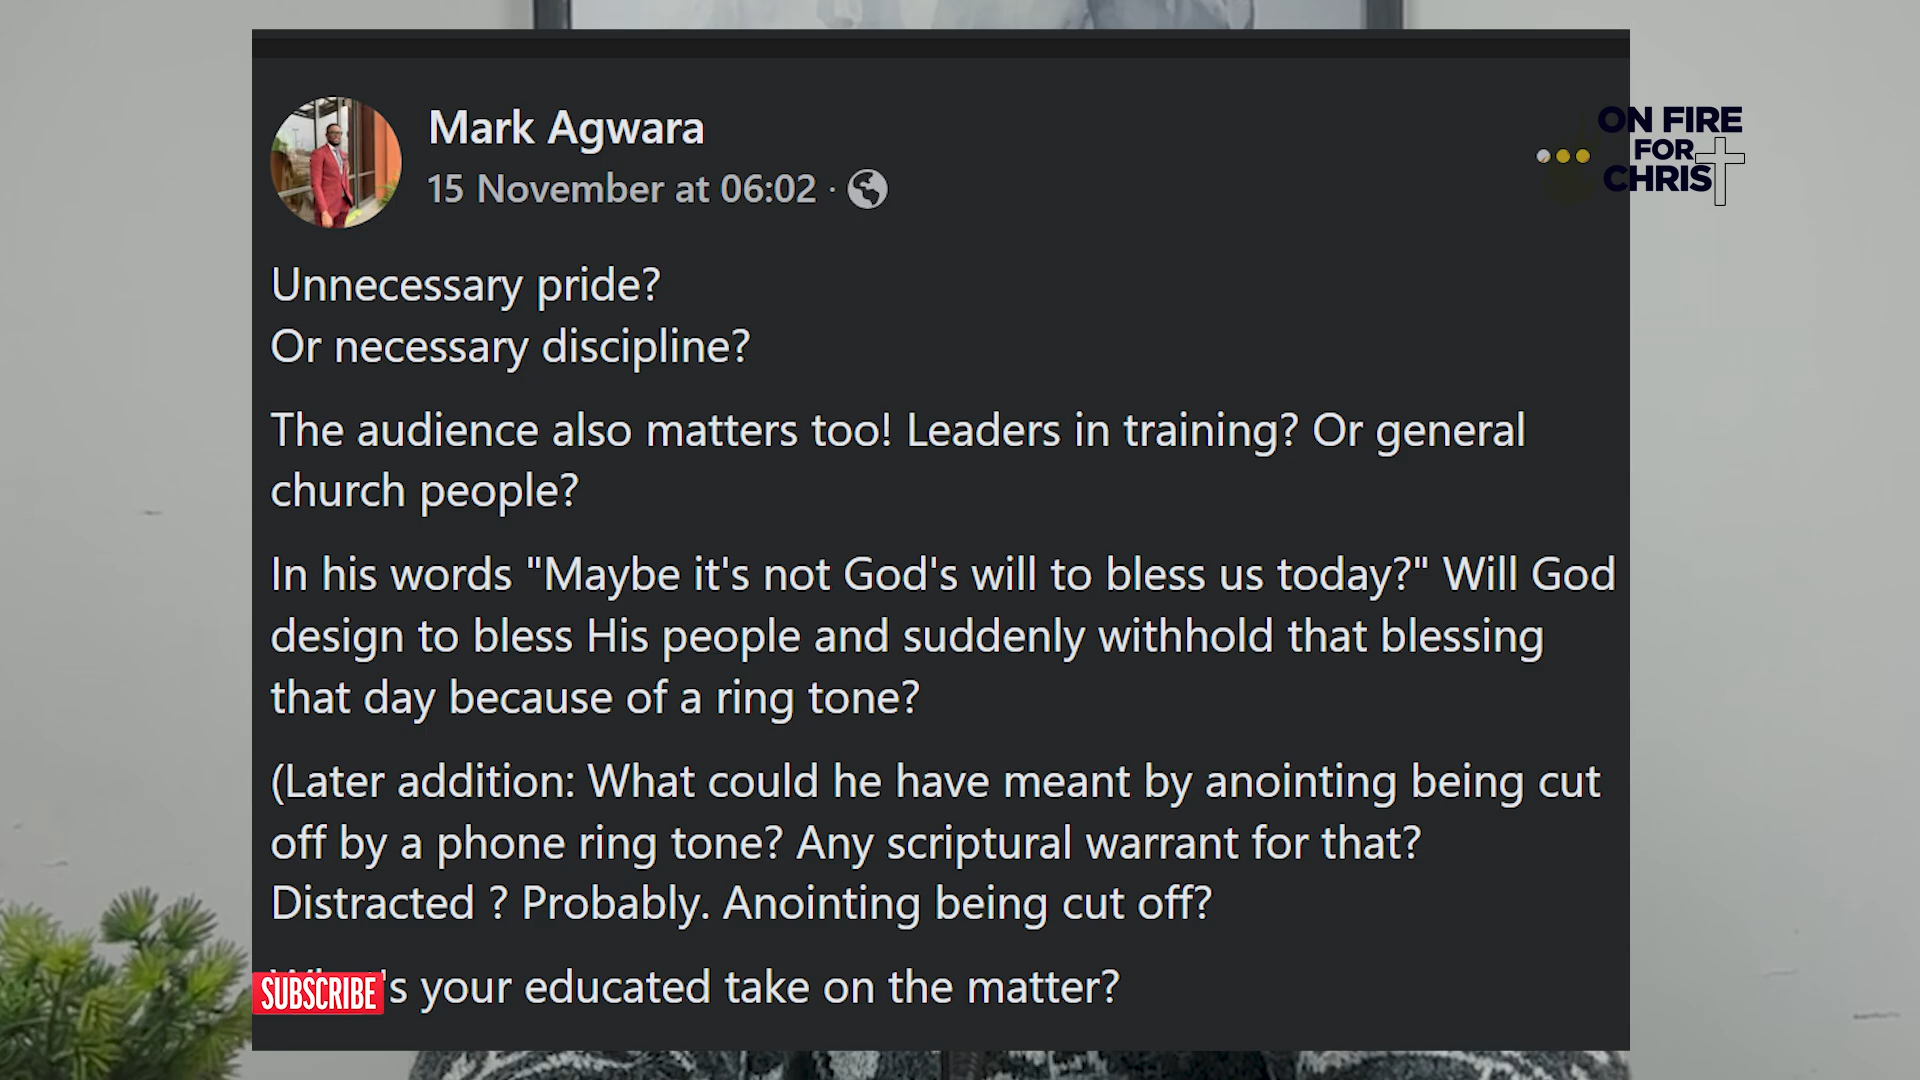 Mark Agwara
15 November at 06:02 ·
ON FIRE
FOR
CHRIST
Unnecessary pride?
Or necessary discipline?
The audience also matters too! Leaders in training? Or general
church people?
In his words "Maybe it's not God's will to bless us today?" Will God
design to bless His people and suddenly withhold that blessing
that day because of a ring tone?
(Later addition: What could he have meant by anointing being cut
off by a phone ring tone? Any scriptural warrant for that?
Distracted ? Probably. Anointing being cut off?
's your educated take on the matter?
SUBSCRIBE